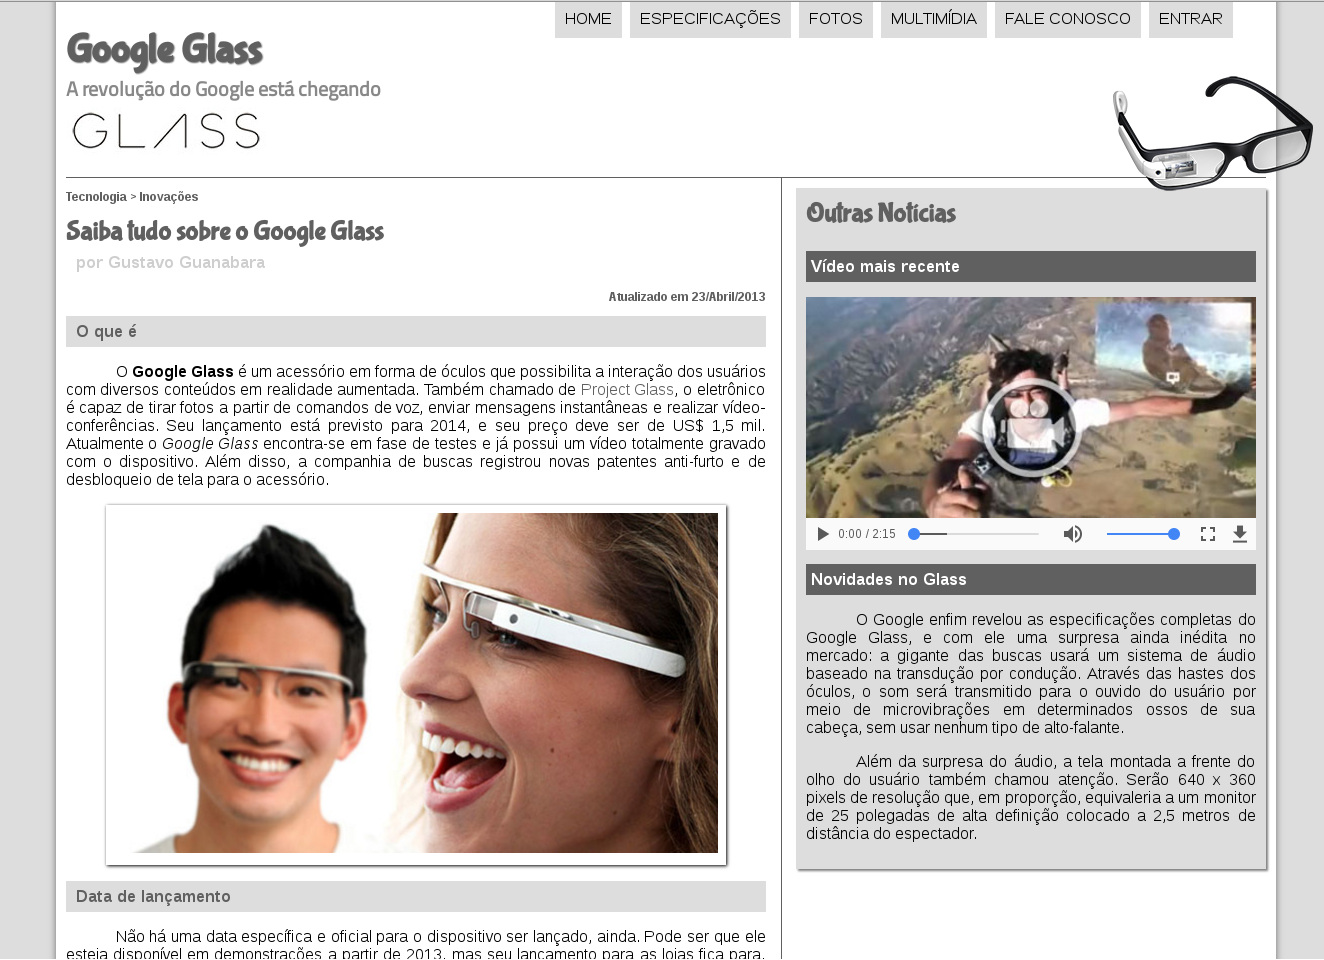 HOME ESPECIFICAÇÕES FOTOS MULTIMÍDIA FALE CONOSCO ENTRAR
Google Glass
A revolução do Google está chegando
GLASS
Tecnologia > Inovações
Saiba tudo sobre o Google Glass
por Gustavo Guanabara
Atualizado em 23/Abril/2013
O que é
O Google Glass é um acessório em forma de óculos que possibilita a interação dos usuários
com diversos conteúdos em realidade aumentada. Também chamado de Project Glass, o eletrônico
é capaz de tirar fotos a partir de comandos de voz, enviar mensagens instantâneas e realizar vídeo-
conferências. Seu lançamento está previsto para 2014, e seu preço deve ser de US$ 1,5 mil.
Atualmente o Google Glass encontra-se em fase de testes e já possui um vídeo totalmente gravado
com o dispositivo. Além disso, a companhia de buscas registrou novas patentes anti-furto e de
desbloqueio de tela para o acessório.
Data de lançamento
Não há uma data específica e oficial para o dispositivo ser lançado, ainda. Pode ser que ele
esteja disponível em demonstrações a partir de 2013, mas seu lançamento para as lojas fica para,
Outras Notícias
Vídeo mais recente
0:00 / 2:15
Novidades no Glass
O Google enfim revelou as especificações completas do
Google Glass, e com ele uma surpresa ainda inédita no
mercado: a gigante das buscas usará um sistema de áudio
baseado na transdução por condução. Através das hastes dos
óculos, o som será transmitido para o ouvido do usuário por
meio de microvibrações em determinados ossos de sua
cabeça, sem usar nenhum tipo de alto-falante.
Além da surpresa do áudio, a tela montada a frente do
olho do usuário também chamou atenção. Serão 640 x 360
pixels de resolução que, em proporção, equivaleria a um monitor
de 25 polegadas de alta definição colocado a 2,5 metros de
distância do espectador.